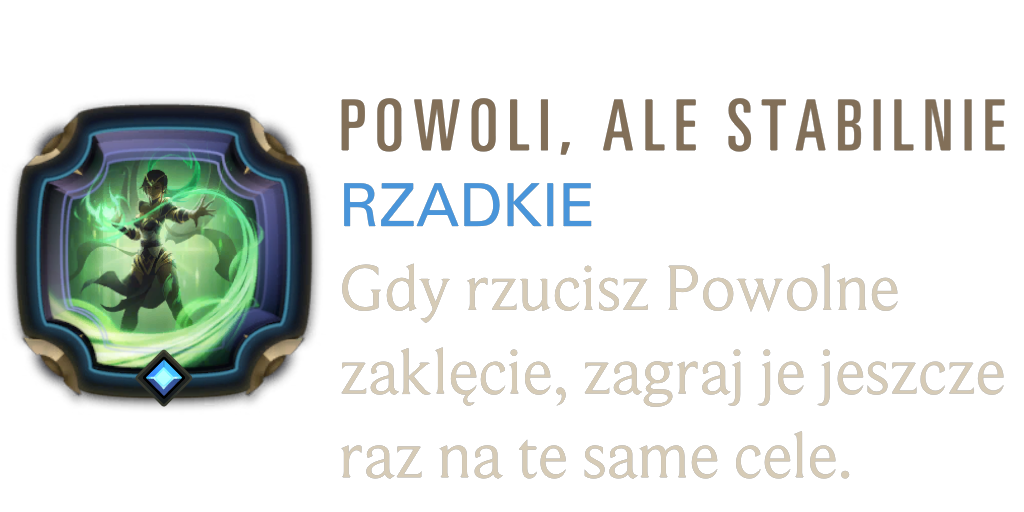 POWOLI, ALE STABILNIE
RZADKIE
Gdy rzucisz Powolne
zaklęcie, zagraj je jeszcze
raz na te same cele.